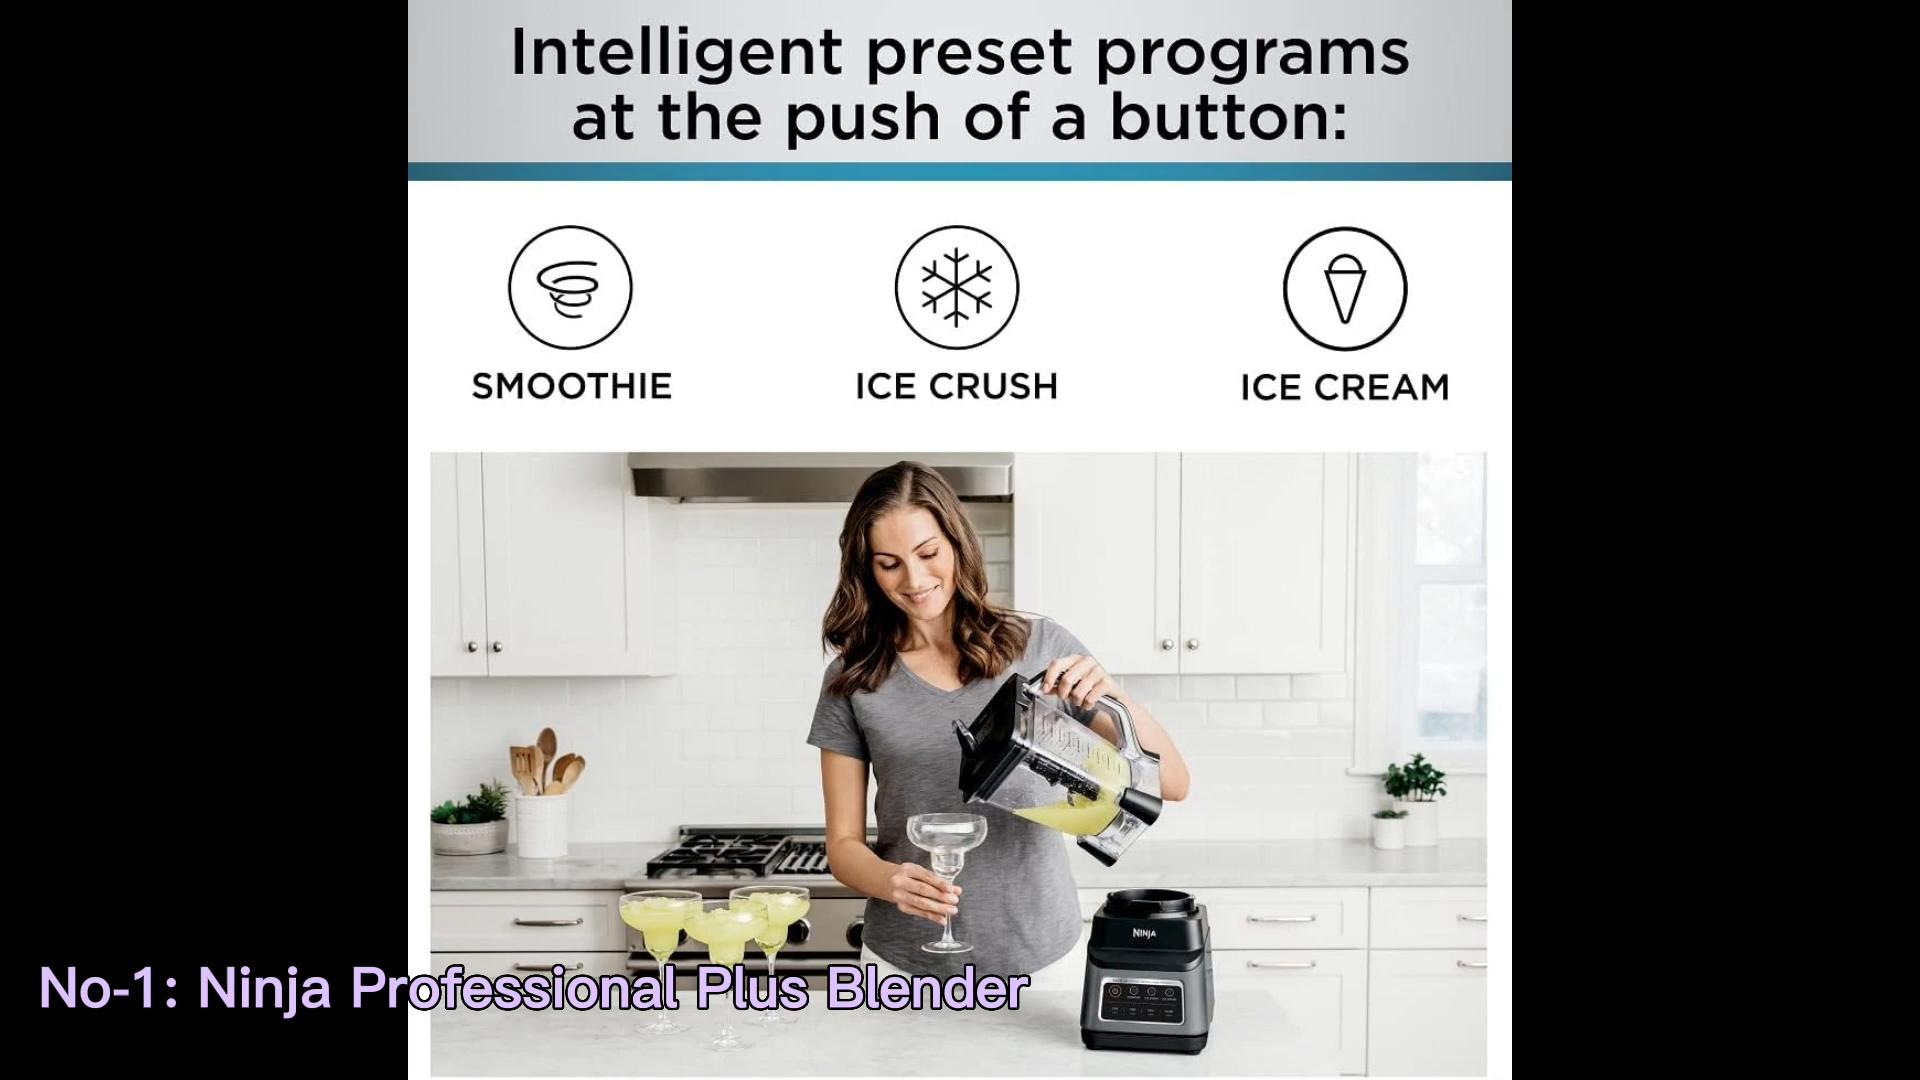 Intelligent preset programs
at the push of a button:
SMOOTHIE
ICE CRUSH
ICE CREAM
NINJA
No-1: Ninja Professional Plus Blender